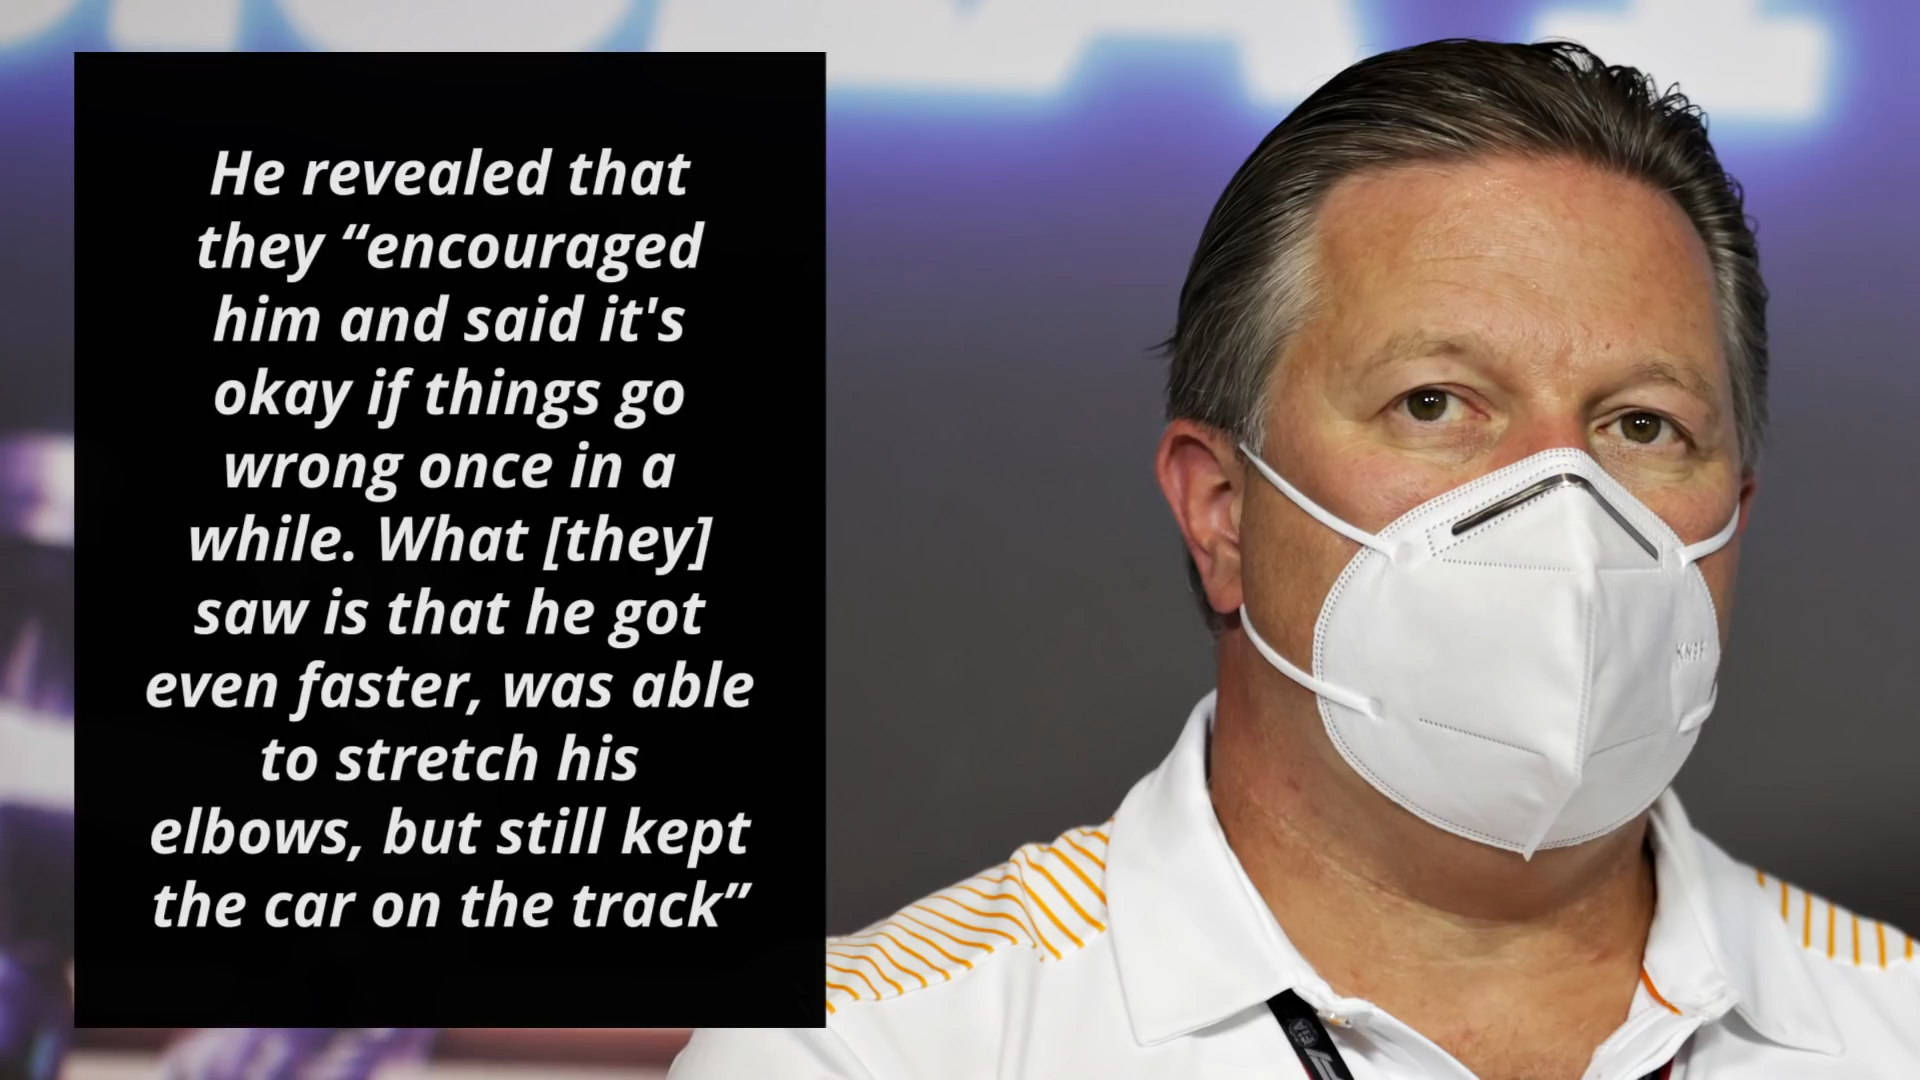 He revealed that
they “encouraged
him and said it's
okay if things go
wrong once in a
while. What [they]
saw is that he got
even faster, was able
to stretch his
elbows, but still kept
the car on the track”